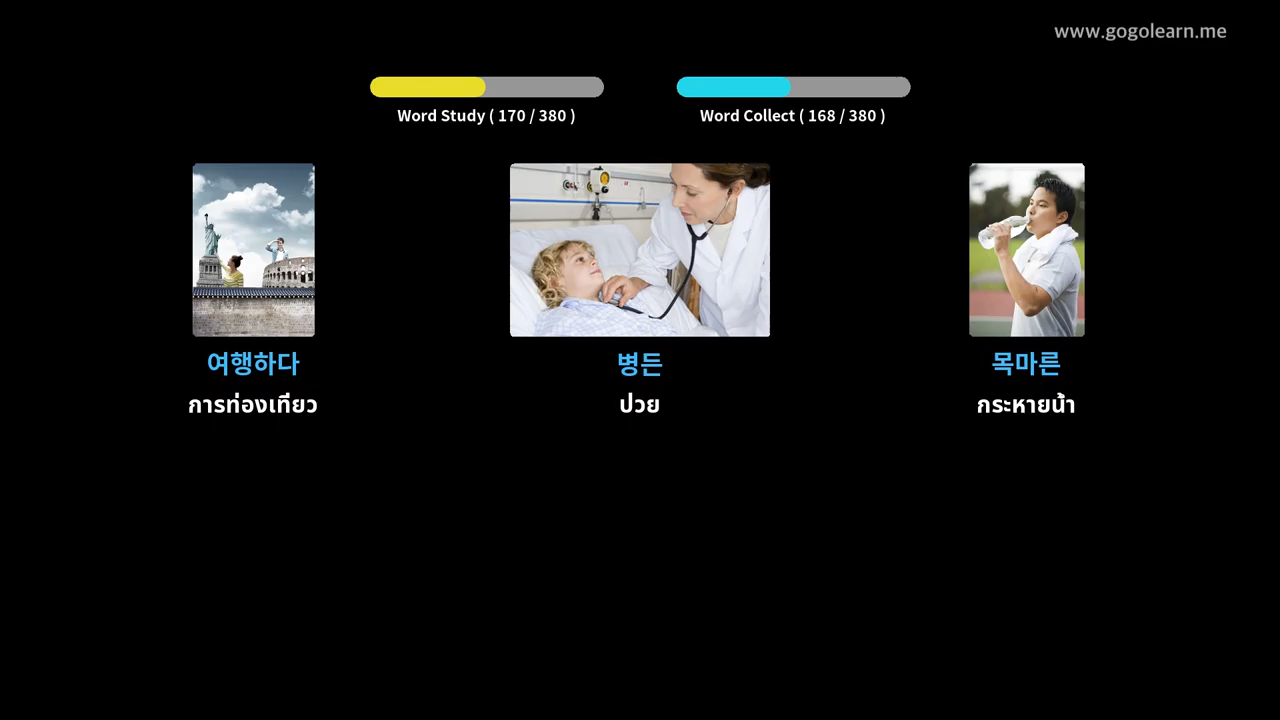 www.gogolearn.me
Word Study ( 170 / 380 )
Word Collect ( 168 / 380 )
여행하다
병든
목마른
การท่องเที่ยว
ป่วย
กระหายน้ำ